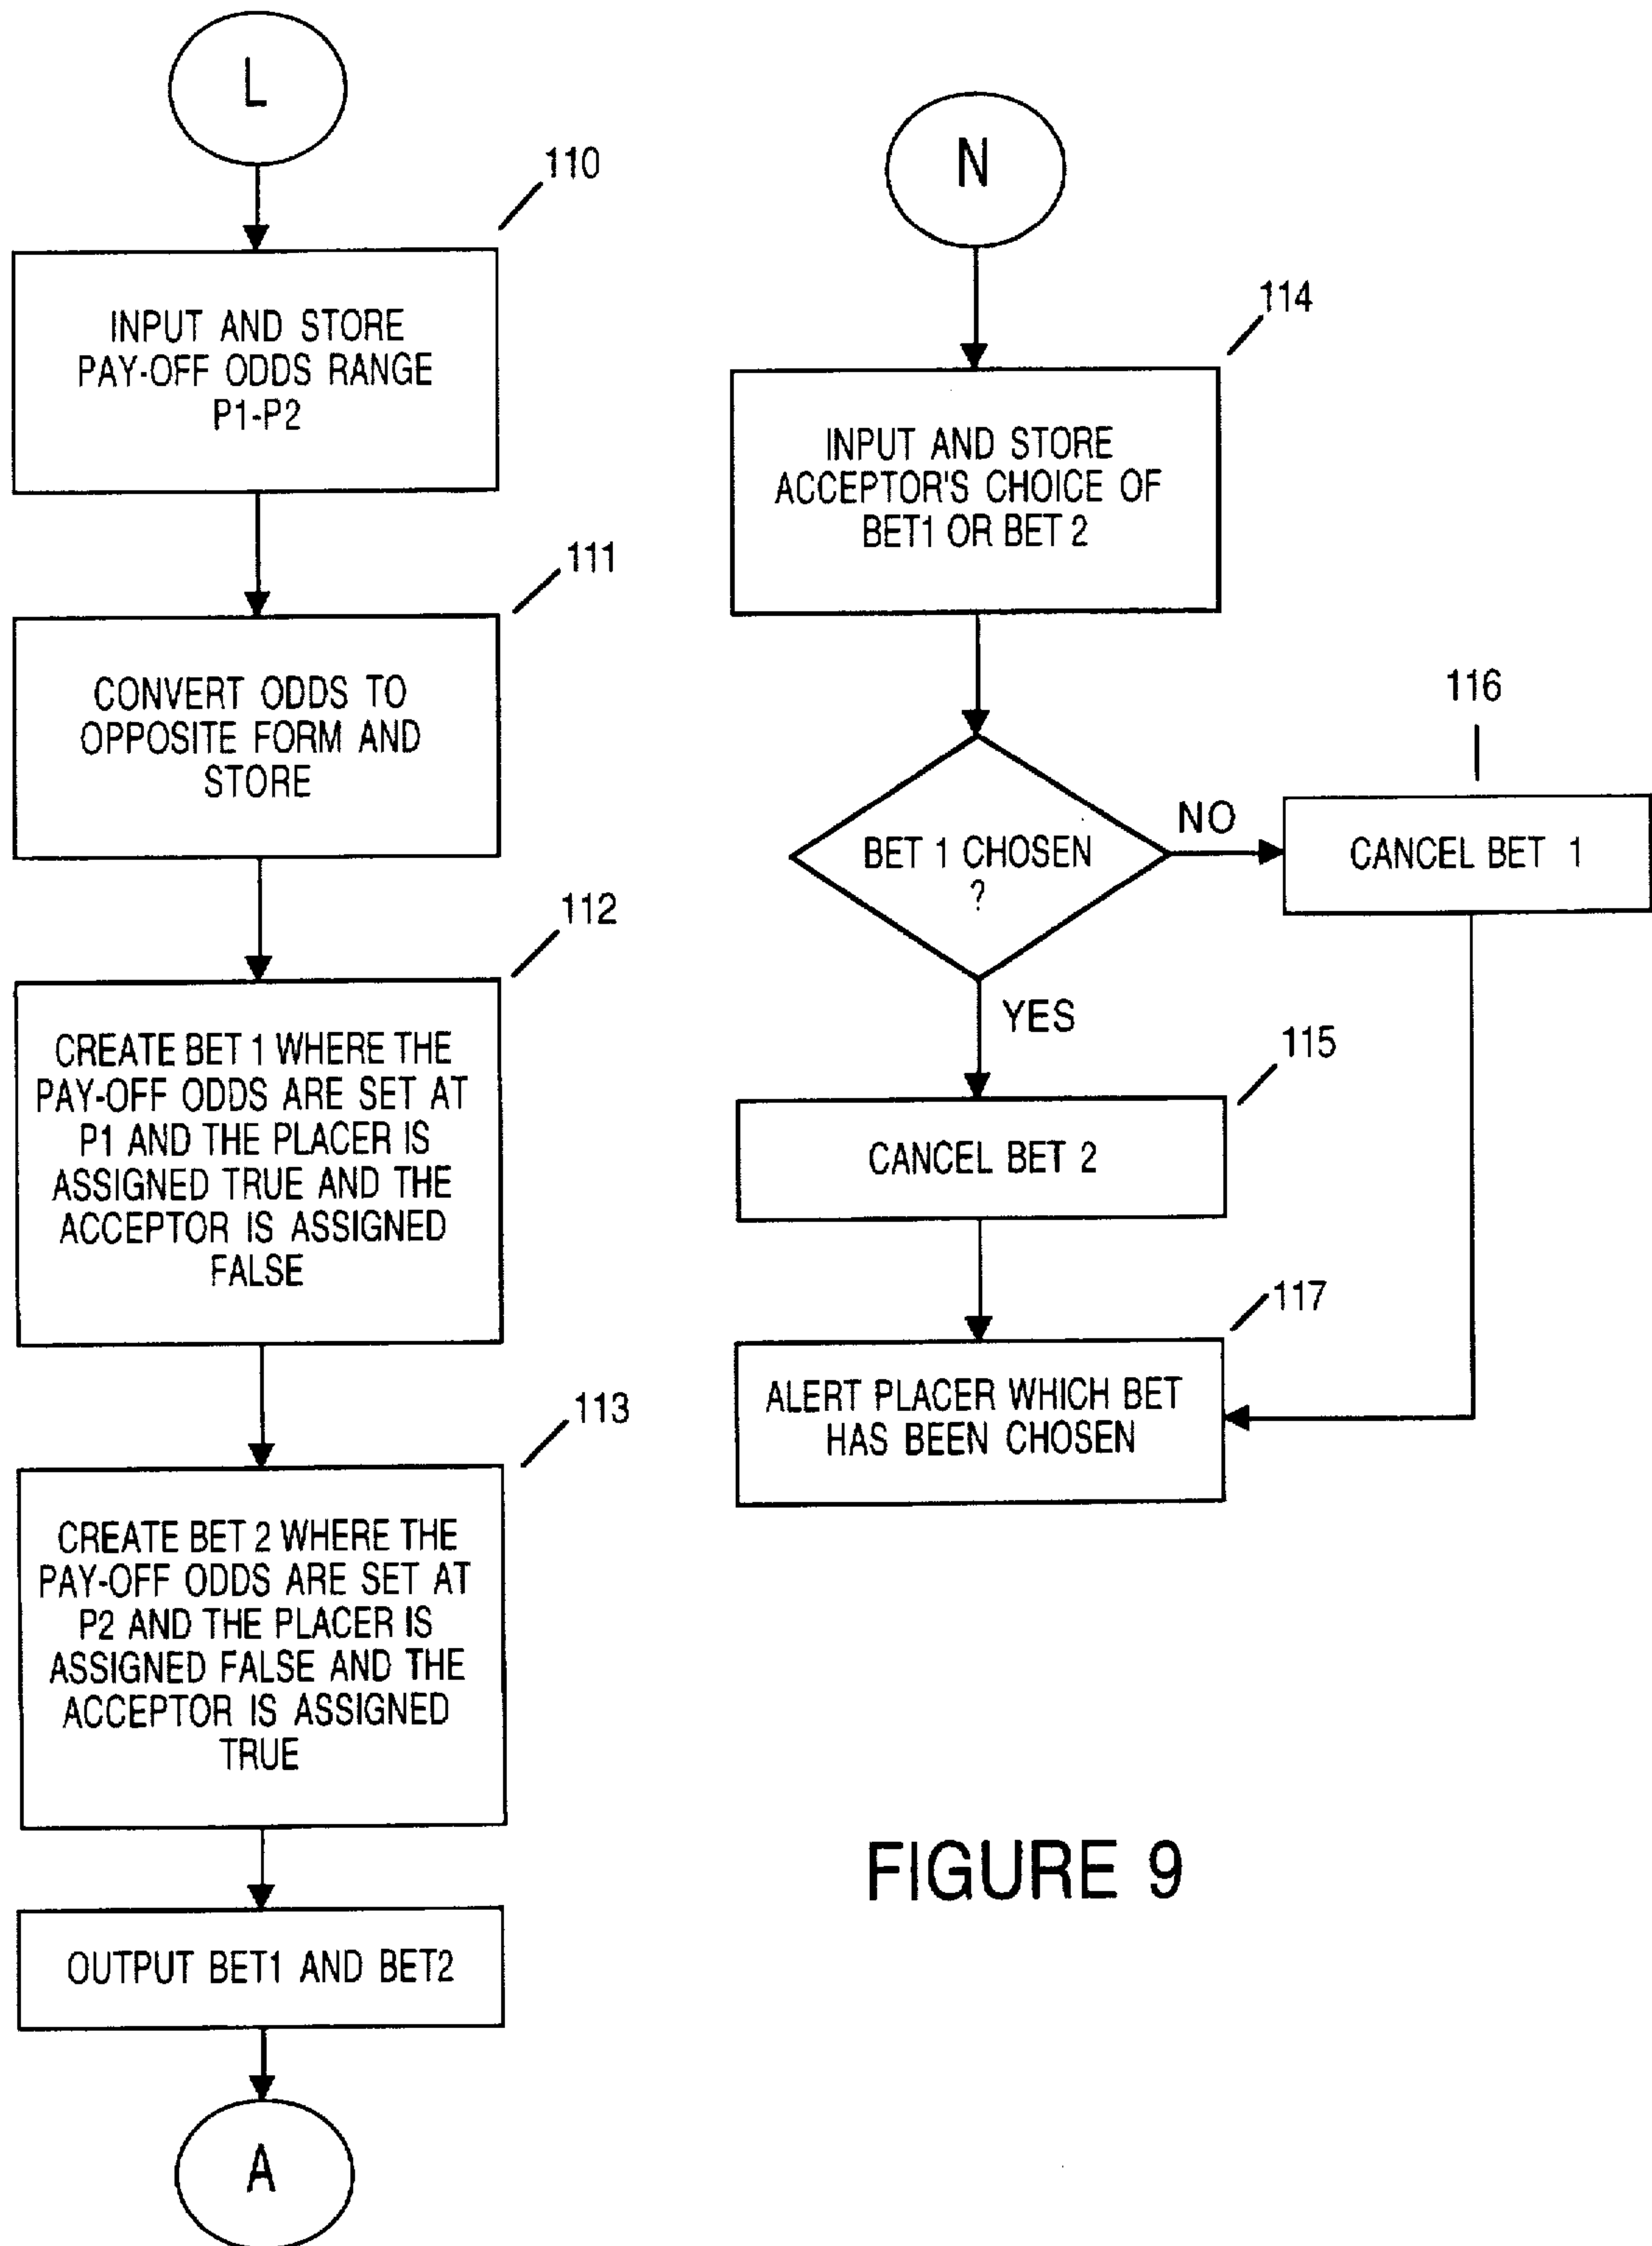 L
110
INPUT AND STORE
PAY-OFF ODDS RANGE
P1-P2
111
CONVERT ODDS TO
OPPOSITE FORM AND
STORE
112
CREATE BET 1 WHERE THE
PAY-OFF ODDS ARE SET AT
P1 AND THE PLACER IS
ASSIGNED TRUE AND THE
ACCEPTOR IS ASSIGNED
FALSE
113
CREATE BET 2 WHERE THE
PAY-OFF ODDS ARE SET AT
P2 AND THE PLACER IS
ASSIGNED FALSE AND THE
ACCEPTOR IS ASSIGNED
TRUE
OUTPUT BET1 AND BET2
A
N
114
INPUT AND STORE
ACCEPTOR'S CHOICE OF
BET1 OR BET 2
BET 1 CHOSEN
?
NO
116
CANCEL BET 1
YES
115
CANCEL BET 2
117
ALERT PLACER WHICH BET
HAS BEEN CHOSEN
FIGURE 9